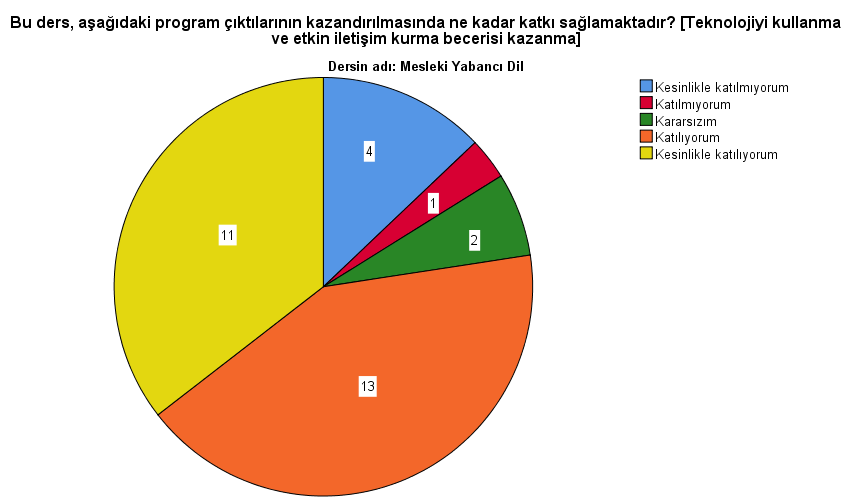 Bu ders, aşağıdaki program çıktılarının kazandırılmasında ne kadar katkı sağlamaktadır? [Teknolojiyi kullanma
ve etkin iletişim kurma becerisi kazanma]
Dersin adı: Mesleki Yabancı Dil
Kesinlikle katılmıyorum
Katılmıyorum
Kararsızım
Katılıyorum
Kesinlikle katılıyorum
4
1
2
11
13